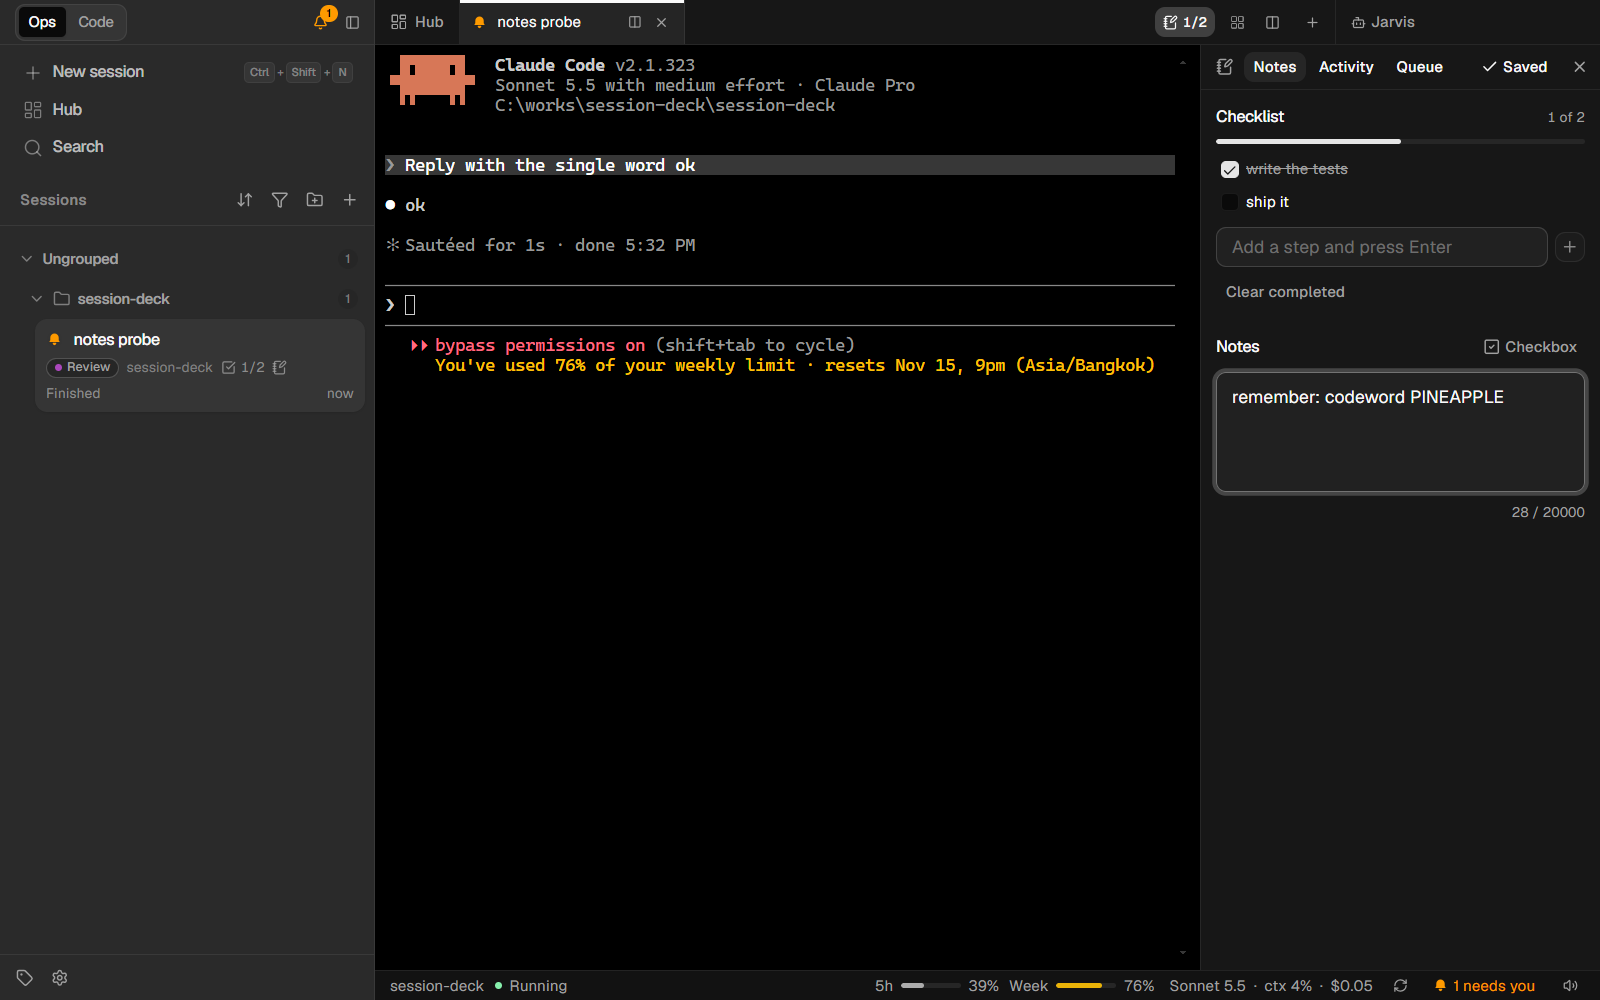 Ops Code 1
New session Ctrl + Shift + N
Hub
Search
Sessions
Ungrouped 1
session-deck 1
notes probe
Review session-deck 1/2
Finished now
Hub notes probe 1/2 Jarvis
Claude Code v2.1.323
Sonnet 5.5 with medium effort · Claude Pro
C:\works\session-deck\session-deck
❯ Reply with the single word ok
● ok
✻ Sautéed for 1s · done 5:32 PM
❯
⏵⏵ bypass permissions on (shift+tab to cycle)
You've used 76% of your weekly limit · resets Nov 15, 9pm (Asia/Bangkok)
Notes Activity Queue Saved
Checklist 1 of 2
write the tests
ship it
Add a step and press Enter
Clear completed
Notes Checkbox
remember: codeword PINEAPPLE
28 / 20000
session-deck Running 5h 39% Week 76% Sonnet 5.5 · ctx 4% · $0.05 1 needs you